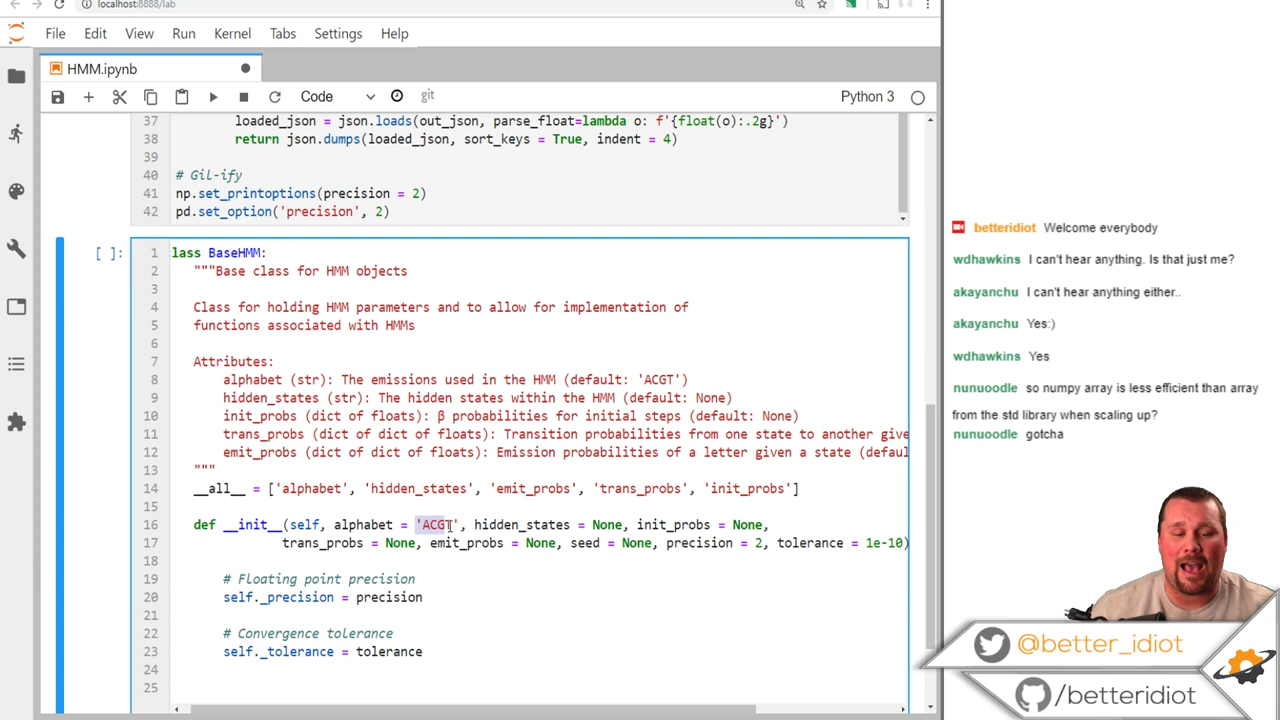 localhost:8888/lab
File Edit View Run Kernel Tabs Settings Help
HMM.ipynb
Code git Python 3
37 loaded_json = json.loads(out_json, parse_float=lambda o: f'{float(o):.2g}')
38 return json.dumps(loaded_json, sort_keys = True, indent = 4)
39
40 # Gil-ify
41 np.set_printoptions(precision = 2)
42 pd.set_option('precision', 2)
[ ]:
1 lass BaseHMM:
2 """Base class for HMM objects
3
4 Class for holding HMM parameters and to allow for implementation of
5 functions associated with HMMs
6
7 Attributes:
8 alphabet (str): The emissions used in the HMM (default: 'ACGT')
9 hidden_states (str): The hidden states within the HMM (default: None)
10 init_probs (dict of floats): β probabilities for initial steps (default: None)
11 trans_probs (dict of dict of floats): Transition probabilities from one state to another give
12 emit_probs (dict of dict of floats): Emission probabilities of a letter given a state (defau
13 """
14 __all__ = ['alphabet', 'hidden_states', 'emit_probs', 'trans_probs', 'init_probs']
15
16 def __init__(self, alphabet = 'ACGT', hidden_states = None, init_probs = None,
17 trans_probs = None, emit_probs = None, seed = None, precision = 2, tolerance = 1e-10)
18
19 # Floating point precision
20 self._precision = precision
21
22 # Convergence tolerance
23 self._tolerance = tolerance
24
25
betteridiot Welcome everybody
wdhawkins I can't hear anything. Is that just me?
akayanchu I can't hear anything either..
akayanchu Yes:)
wdhawkins Yes
nunuoodle so numpy array is less efficient than array
from the std library when scaling up?
nunuoodle gotcha
@better_idiot
/betteridiot